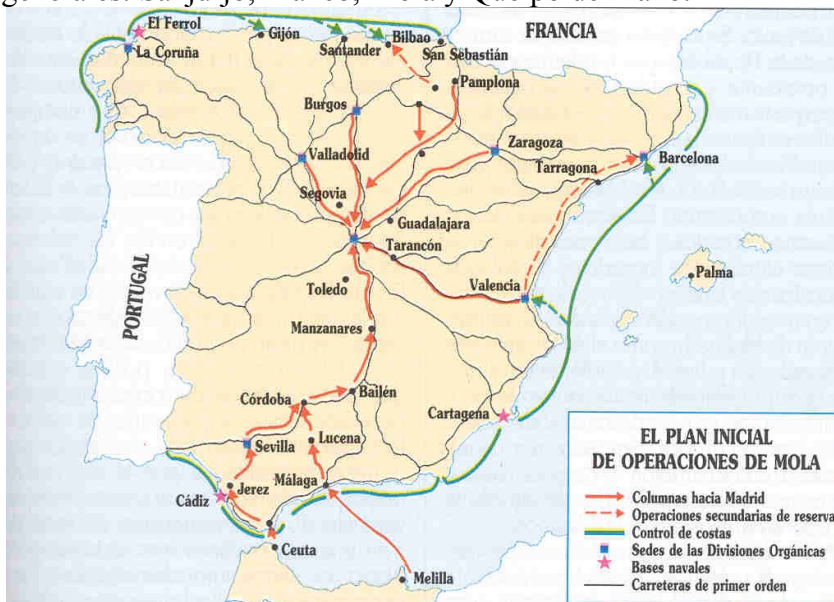 El Ferrol
La Coruña
Gijón
Santander
Bilbao
San Sebastián
FRANCIA
Pamplona
Burgos
Valladolid
Zaragoza
Barcelona
Tarragona
Segovia
Guadalajara
Tarancón
PORTUGAL
Toledo
Valencia
Palma
Manzanares
Córdoba
Bailén
Cartagena
Sevilla
Lucena
Jerez
Málaga
Cádiz
Ceuta
Melilla
EL PLAN INICIAL
DE OPERACIONES DE MOLA
Columnas hacia Madrid
Operaciones secundarias de reserva
Control de costas
Sedes de las Divisiones Orgánicas
Bases navales
Carreteras de primer orden